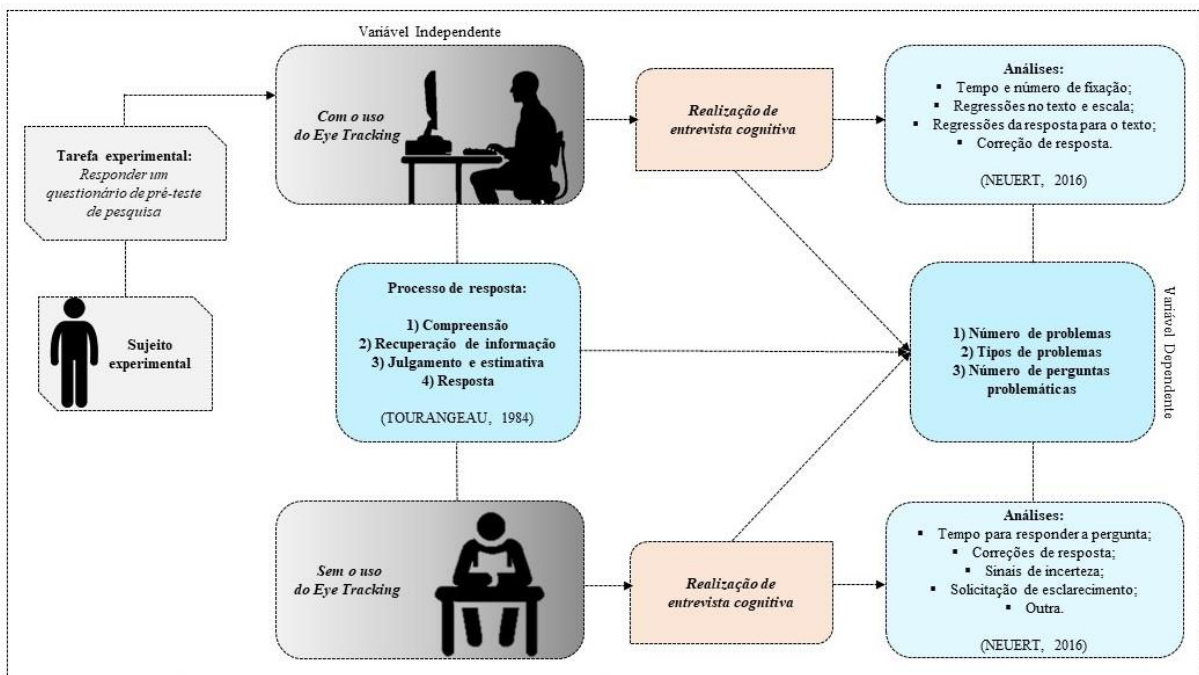 Variável Independente
Tarefa experimental:
Responder um
questionário de pré-teste
de pesquisa
Sujeito
experimental
Com o uso
do Eye Tracking
Realização de
entrevista cognitiva
Análises:
▪ Tempo e número de fixação;
▪ Regressões no texto e escala;
▪ Regressões da resposta para o texto;
▪ Correção de resposta.
(NEUERT, 2016)
Processo de resposta:
1) Compreensão
2) Recuperação de informação
3) Julgamento e estimativa
4) Resposta
(TOURANGEAU, 1984)
1) Número de problemas
2) Tipos de problemas
3) Número de perguntas
problemáticas
Variável Dependente
Sem o uso
do Eye Tracking
Realização de
entrevista cognitiva
Análises:
▪ Tempo para responder a pergunta;
▪ Correções de resposta;
▪ Sinais de incerteza;
▪ Solicitação de esclarecimento;
▪ Outra.
(NEUERT, 2016)